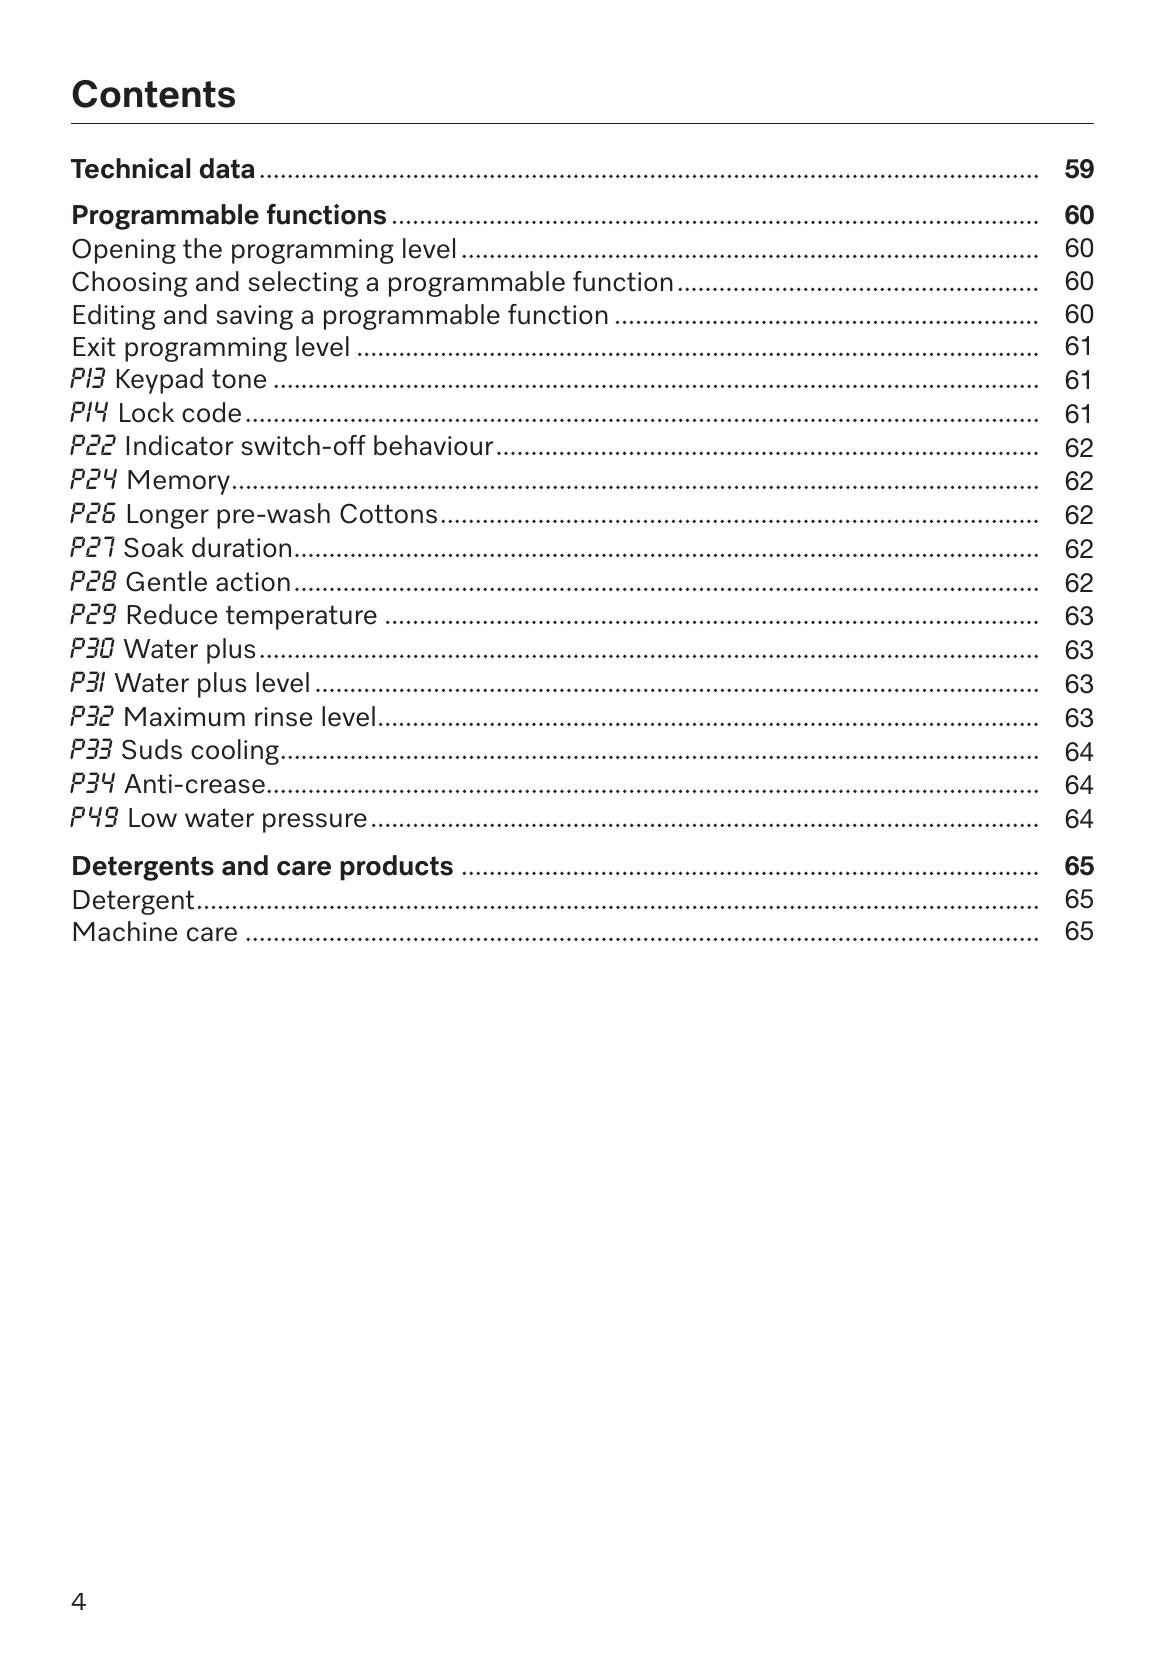 Contents
Technical data ................................................................................................................ 59
Programmable functions ............................................................................................. 60
Opening the programming level ................................................................................... 60
Choosing and selecting a programmable function .................................................... 60
Editing and saving a programmable function ............................................................. 60
Exit programming level .................................................................................................. 61
P13 Keypad tone .............................................................................................................. 61
P14 Lock code .................................................................................................................. 61
P22 Indicator switch-off behaviour .............................................................................. 62
P24 Memory .................................................................................................................... 62
P26 Longer pre-wash Cottons ...................................................................................... 62
P27 Soak duration ........................................................................................................... 62
P28 Gentle action ........................................................................................................... 62
P29 Reduce temperature .............................................................................................. 63
P30 Water plus ................................................................................................................ 63
P31 Water plus level ........................................................................................................ 63
P32 Maximum rinse level ............................................................................................... 63
P33 Suds cooling ............................................................................................................. 64
P34 Anti-crease ............................................................................................................... 64
P49 Low water pressure ................................................................................................ 64
Detergents and care products ................................................................................... 65
Detergent ......................................................................................................................... 65
Machine care .................................................................................................................. 65
4